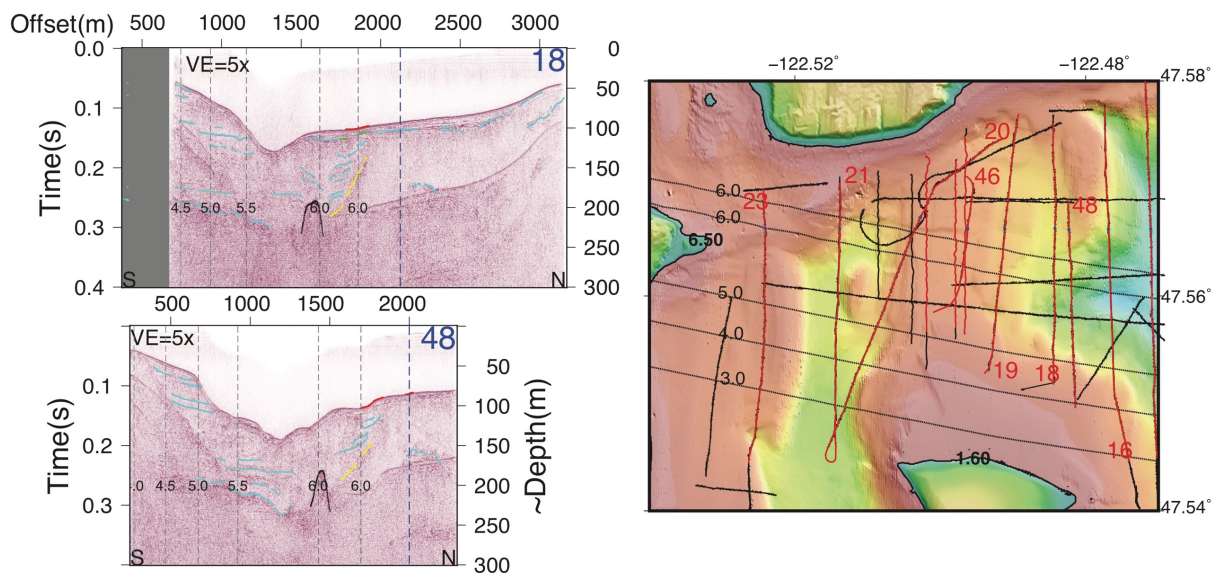 Offset(m) 500 1000 1500 2000 2500 3000
0.0 VE=5x 18 0
0.1 50
100
0.2 150
4.5 5.0 5.5 6.0 6.0
200
0.3 250
0.4 S N 300
Time(s)
500 1000 1500 2000
VE=5x 48
50
0.1 100
0.2 150
.0 4.5 5.0 5.5 6.0 6.0
200
0.3 250
S N 300
Time(s)
~Depth(m)
−122.52° −122.48°
47.58°
20
21 46
6.0
23 48
6.0
6.50
5.0 47.56°
4.0
19 18
3.0
16
1.60
47.54°